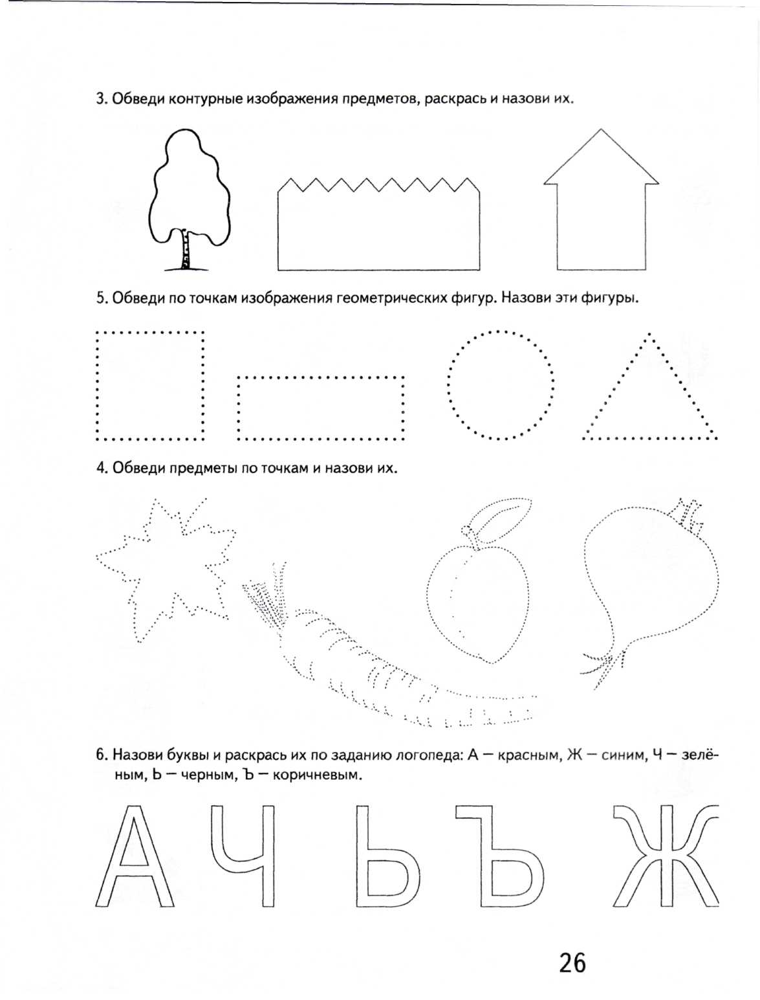 3. Обведи контурные изображения предметов, раскрась и назови их.
5. Обведи по точкам изображения геометрических фигур. Назови эти фигуры.
4. Обведи предметы по точкам и назови их.
6. Назови буквы и раскрась их по заданию логопеда: А — красным, Ж — синим, Ч — зелё-
ным, Ь — черным, Ъ — коричневым.
А Ч Ь Ъ Ж
26